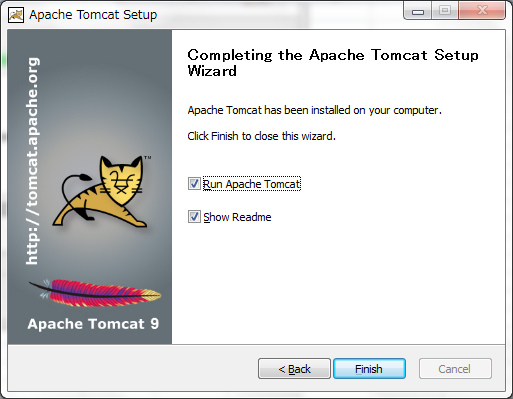 Apache Tomcat Setup
http://tomcat.apache.org
TM
Apache Tomcat 9
Completing the Apache Tomcat Setup
Wizard
Apache Tomcat has been installed on your computer.
Click Finish to close this wizard.
Run Apache Tomcat
Show Readme
< Back
Finish
Cancel